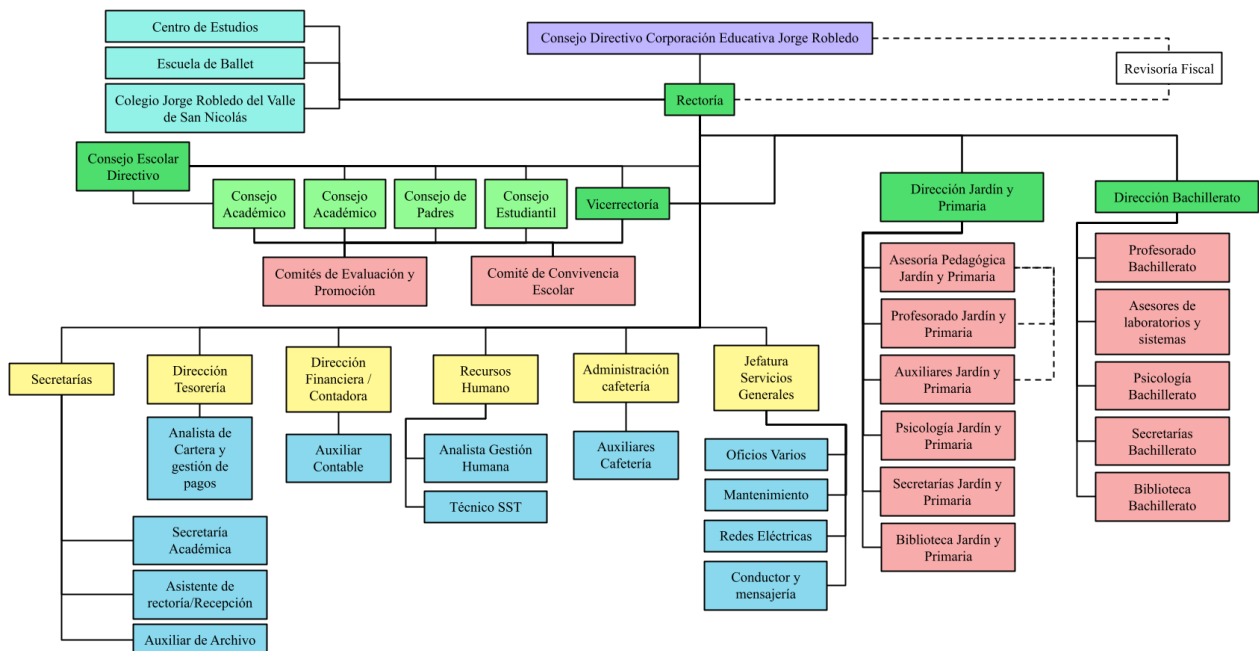 Centro de Estudios
Escuela de Ballet
Colegio Jorge Robledo del Valle
de San Nicolás
Consejo Directivo Corporación Educativa Jorge Robledo
Revisoría Fiscal
Rectoría
Consejo Escolar
Directivo
Consejo
Académico
Consejo
Académico
Consejo de
Padres
Consejo
Estudiantil
Vicerrectoría
Comités de Evaluación y
Promoción
Comité de Convivencia
Escolar
Dirección Jardín y
Primaria
Dirección Bachillerato
Asesoría Pedagógica
Jardín y Primaria
Profesorado Jardín y
Primaria
Auxiliares Jardín y
Primaria
Psicología Jardín y
Primaria
Secretarías Jardín y
Primaria
Biblioteca Jardín y
Primaria
Profesorado
Bachillerato
Asesores de
laboratorios y
sistemas
Psicología
Bachillerato
Secretarías
Bachillerato
Biblioteca
Bachillerato
Secretarías
Dirección
Tesorería
Dirección
Financiera /
Contadora
Recursos
Humano
Administración
cafetería
Jefatura
Servicios
Generales
Analista de
Cartera y
gestión de
pagos
Auxiliar
Contable
Analista Gestión
Humana
Técnico SST
Auxiliares
Cafetería
Oficios Varios
Mantenimiento
Redes Eléctricas
Conductor y
mensajería
Secretaría
Académica
Asistente de
rectoría/Recepción
Auxiliar de Archivo